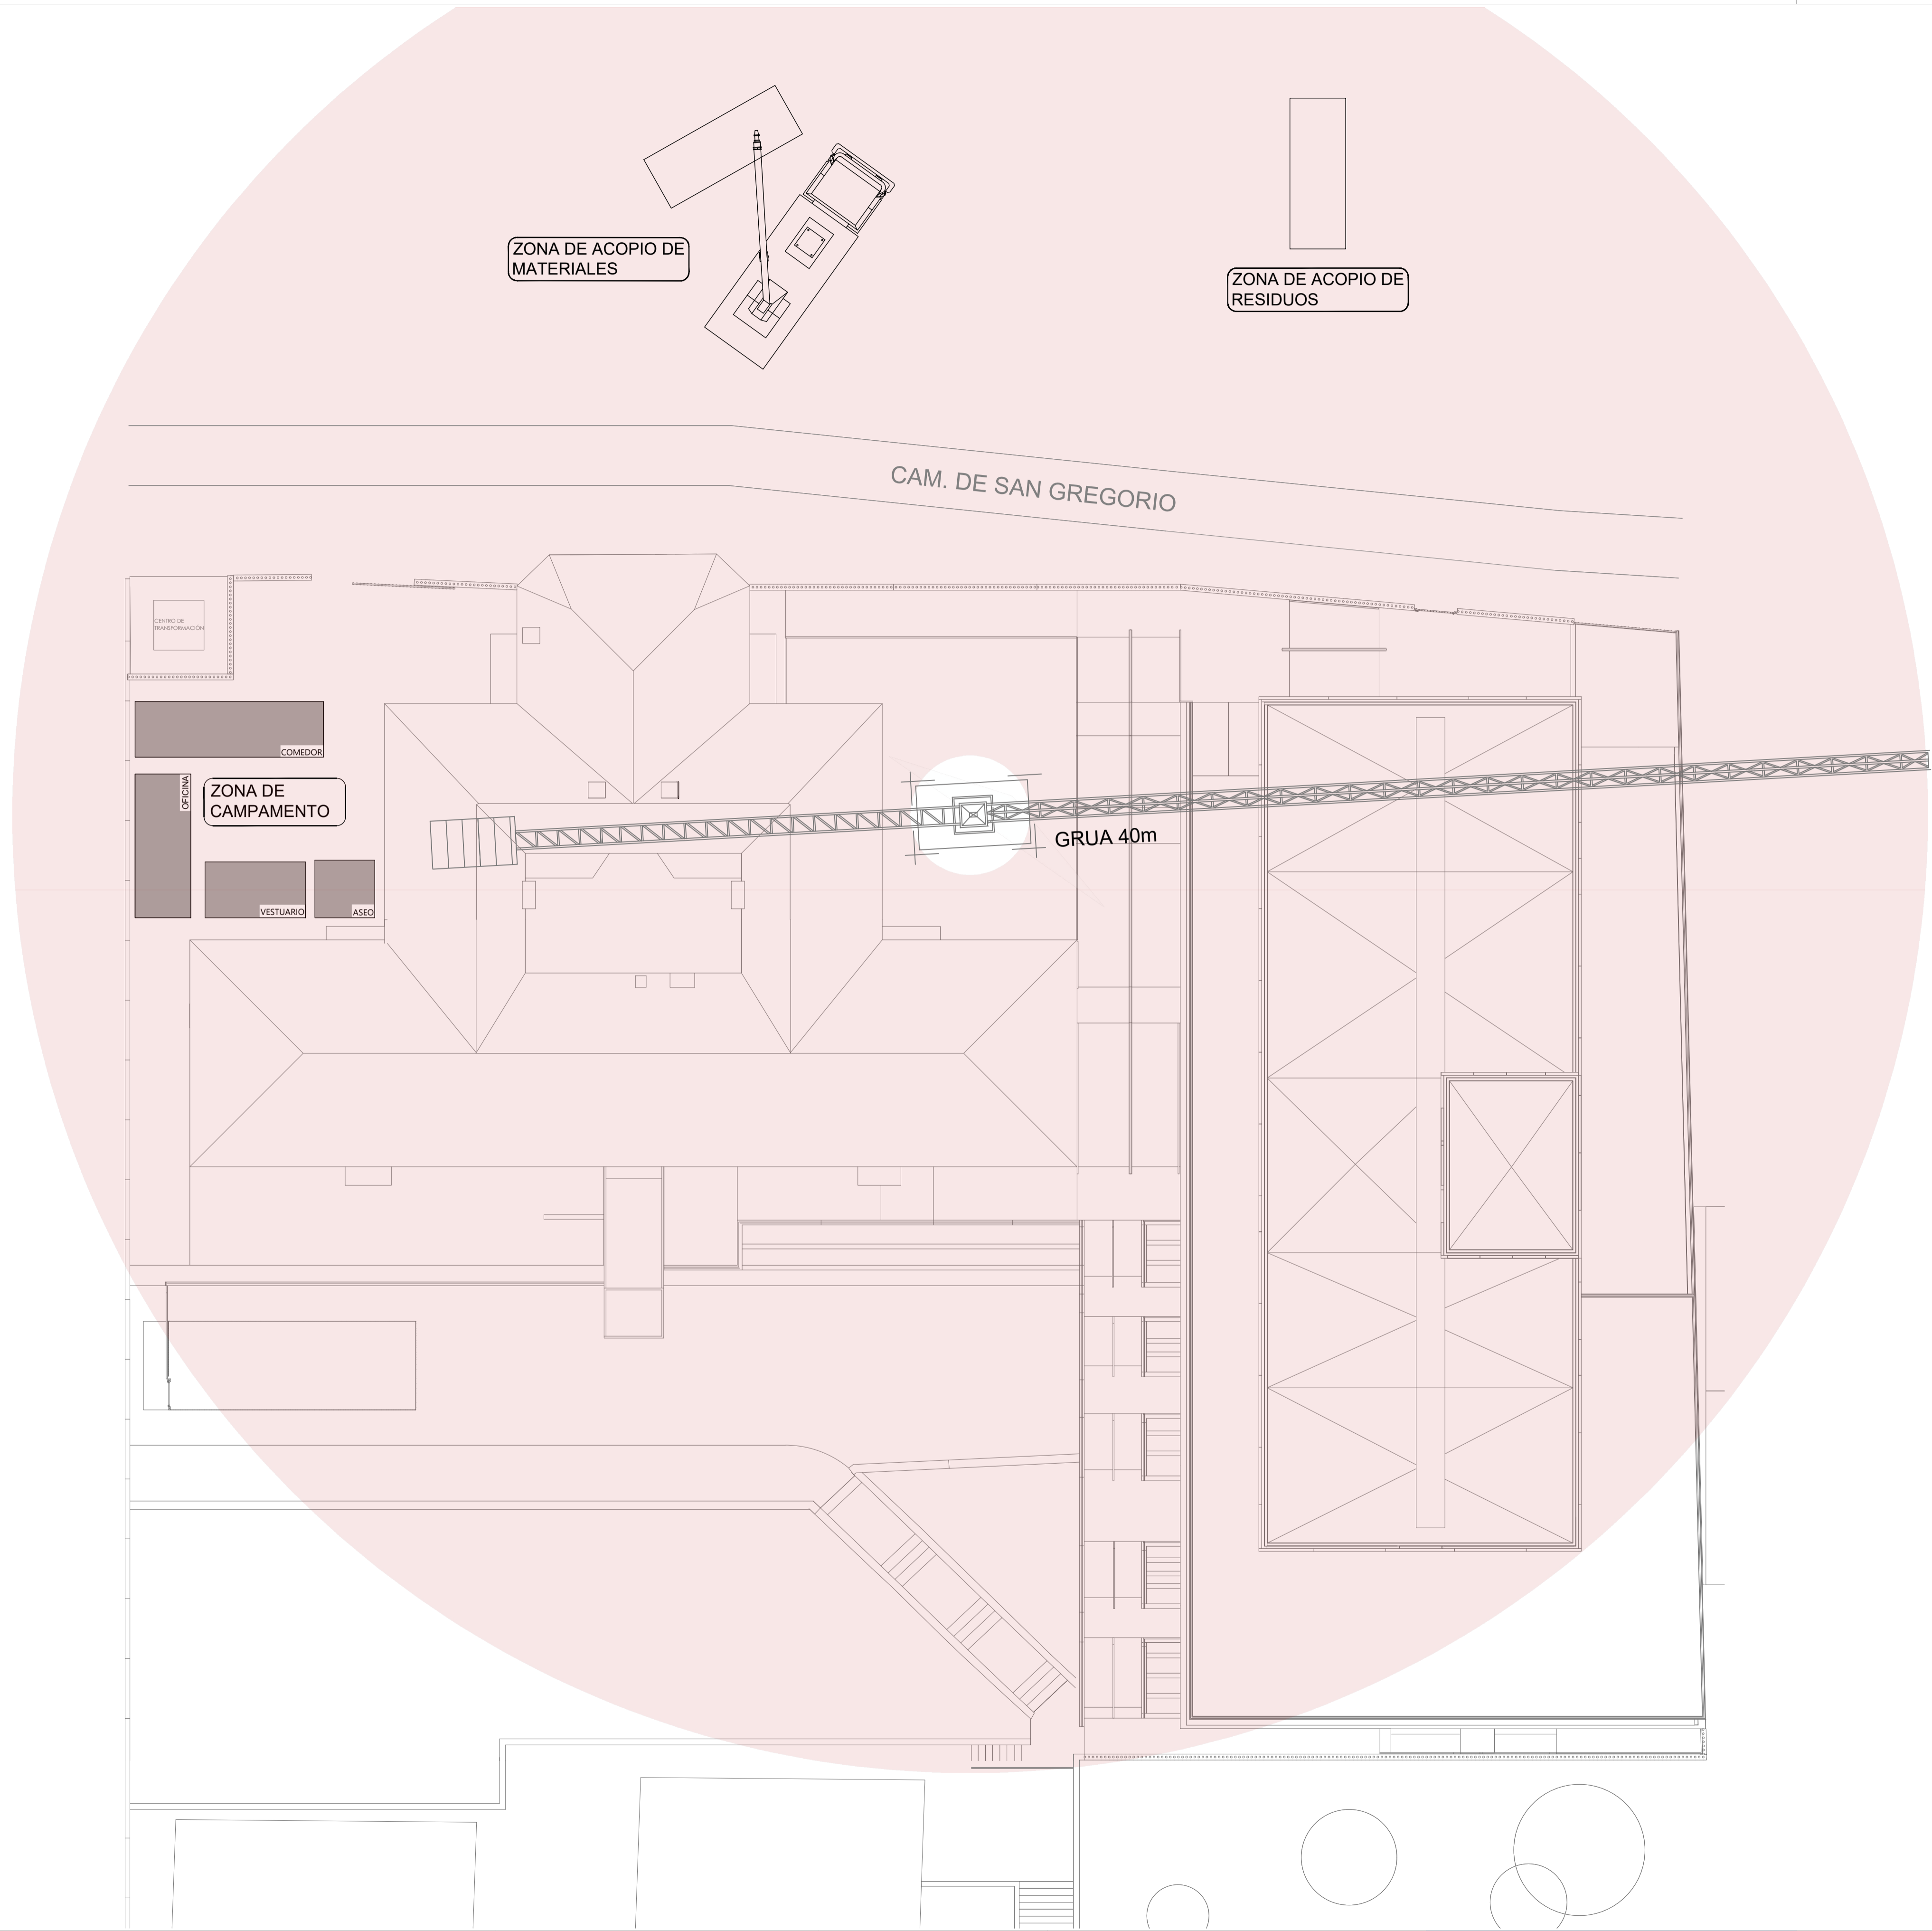 ZONA DE ACOPIO DE
MATERIALES
ZONA DE ACOPIO DE
RESIDUOS
CAM. DE SAN GREGORIO
CENTRO DE
TRANSFORMACIÓN
COMEDOR
OFICINA
ZONA DE
CAMPAMENTO
GRUA 40m
VESTUARIO
ASEO